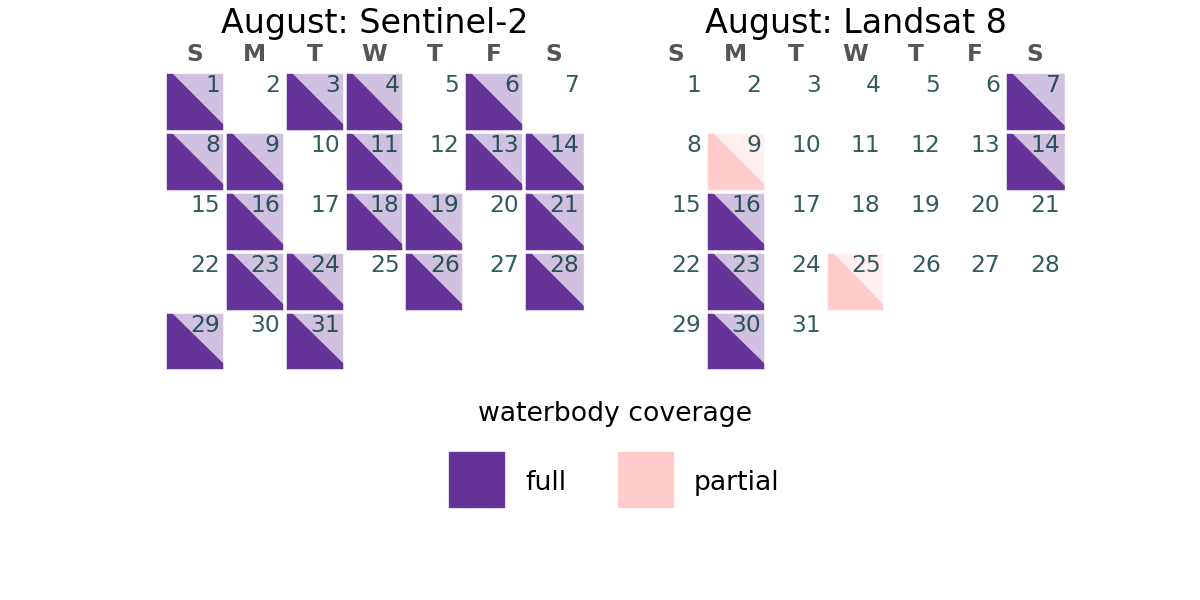 August: Sentinel-2
S M T W T F S
1 2 3 4 5 6 7
8 9 10 11 12 13 14
15 16 17 18 19 20 21
22 23 24 25 26 27 28
29 30 31
August: Landsat 8
S M T W T F S
1 2 3 4 5 6 7
8 9 10 11 12 13 14
15 16 17 18 19 20 21
22 23 24 25 26 27 28
29 30 31
waterbody coverage
full
partial